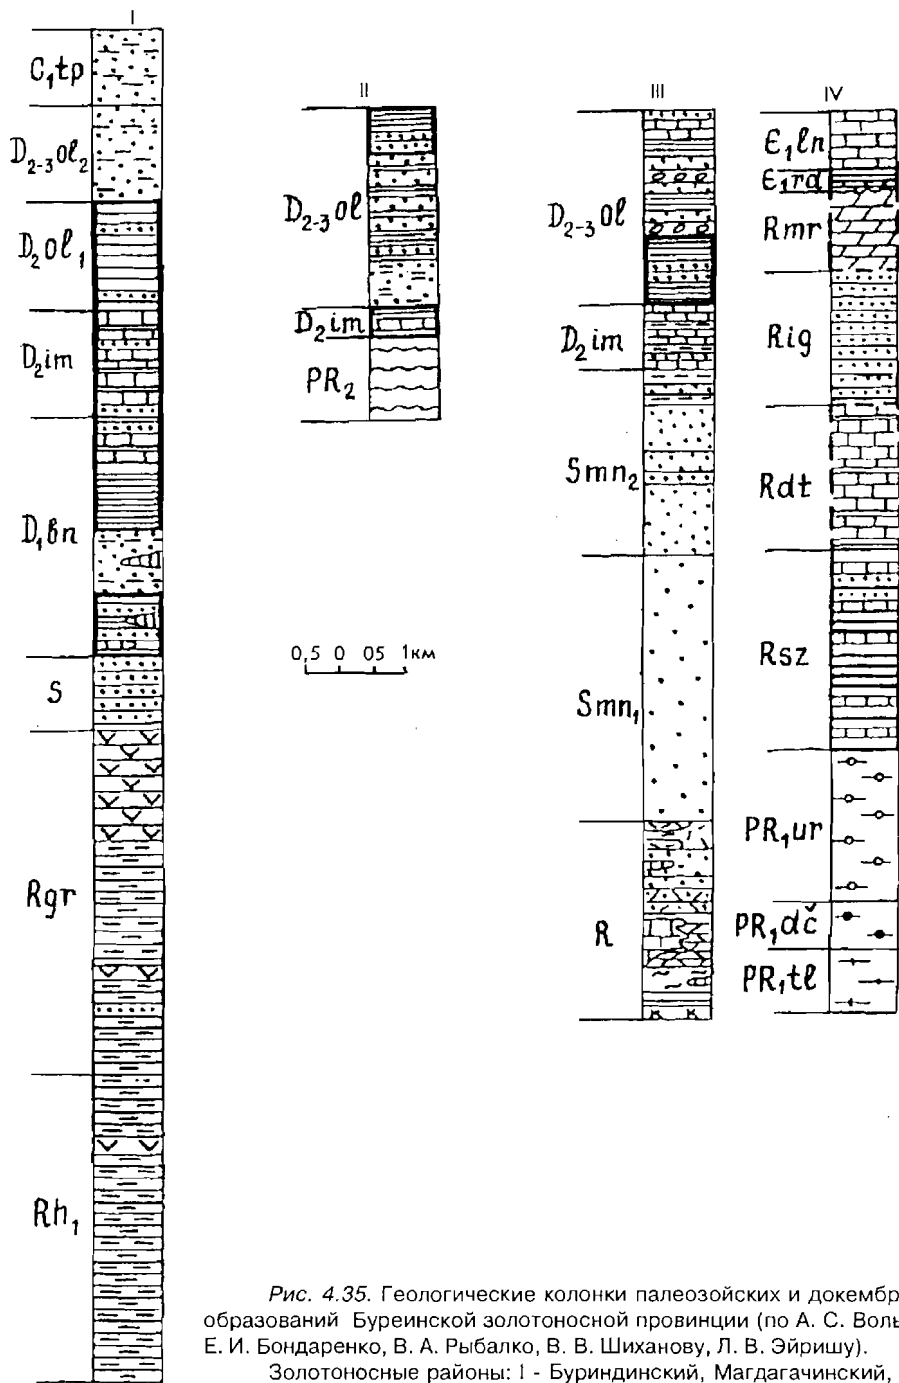 I
C₁tp
D₂₋₃ol₂
D₂ol₁
D₂im
D₁bn
S
Rgr
Rh₁
II
D₂₋₃ol
D₂im
PR₂
0,5 0 05 1км
III
D₂₋₃ol
D₂im
Smn₂
Smn₁
R
IV
Є₁ln
Є₁rd
Rmr
Rig
Rdt
Rsz
PR₁ur
PR₁dč
PR₁tl
Рис. 4.35. Геологические колонки палеозойских и докембр
образований Буреинской золотоносной провинции (по А. С. Воль
Е. И. Бондаренко, В. А. Рыбалко, В. В. Шиханову, Л. В. Эйришу).
Золотоносные районы: I - Буриндинский, Магдагачинский,